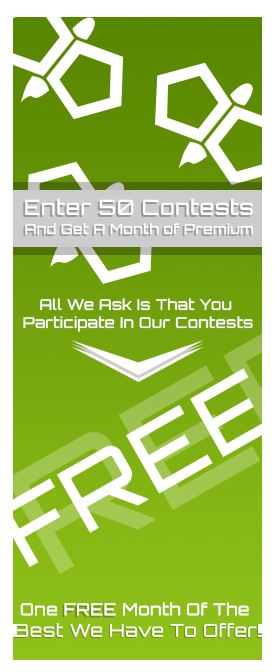 Enter 50 Contests
And Get A Month of Premium
All We Ask Is That You
Participate In Our Contests
FREE
One FREE Month Of The
Best We Have To Offer!